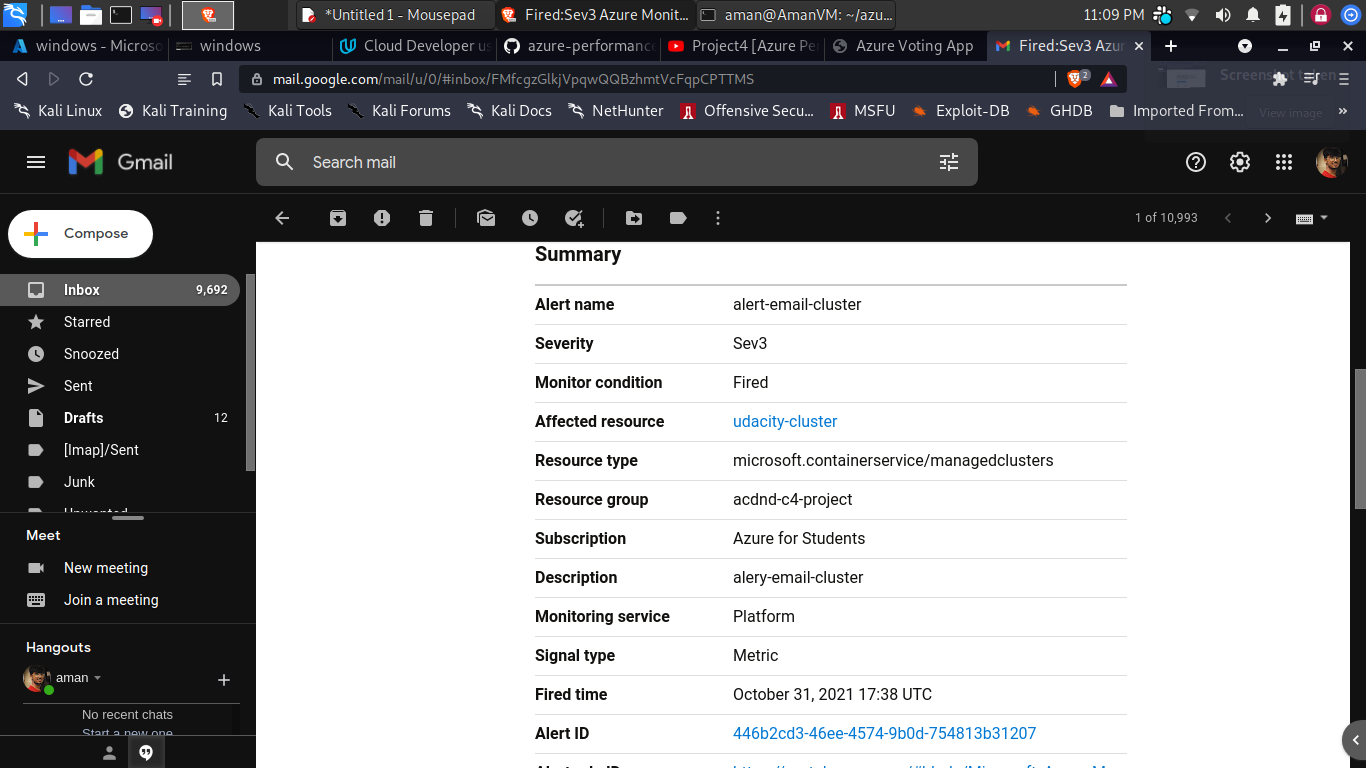 *Untitled 1 - Mousepad
Fired:Sev3 Azure Monit...
aman@AmanVM: ~/azu...
11:09 PM
windows - Microso
windows
Cloud Developer us
azure-performanc
Project4 [Azure Pe
Azure Voting App
Fired:Sev3 Azur
mail.google.com/mail/u/0/#inbox/FMfcgzGlkjVpqwQQBzhmtVcFqpCPTTMS
2
Screenshot taken
View image
Kali Linux
Kali Training
Kali Tools
Kali Forums
Kali Docs
NetHunter
Offensive Secu...
MSFU
Exploit-DB
GHDB
Imported From...
Gmail
Search mail
Compose
1 of 10,993
Inbox 9,692
Starred
Snoozed
Sent
Drafts 12
[Imap]/Sent
Junk
Unwanted
Meet
New meeting
Join a meeting
Hangouts
aman
No recent chats
Start a new one
Summary
Alert name alert-email-cluster
Severity Sev3
Monitor condition Fired
Affected resource udacity-cluster
Resource type microsoft.containerservice/managedclusters
Resource group acdnd-c4-project
Subscription Azure for Students
Description alery-email-cluster
Monitoring service Platform
Signal type Metric
Fired time October 31, 2021 17:38 UTC
Alert ID 446b2cd3-46ee-4574-9b0d-754813b31207